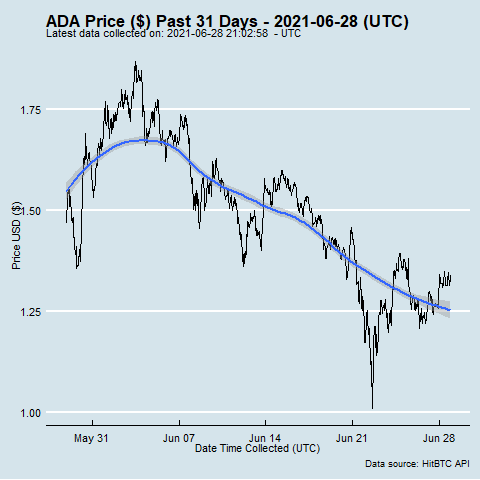 ADA Price ($) Past 31 Days - 2021-06-28 (UTC)
Latest data collected on: 2021-06-28 21:02:58  - UTC
Price USD ($)
1.75
1.50
1.25
1.00
May 31
Jun 07
Jun 14
Jun 21
Jun 28
Date Time Collected (UTC)
Data source: HitBTC API